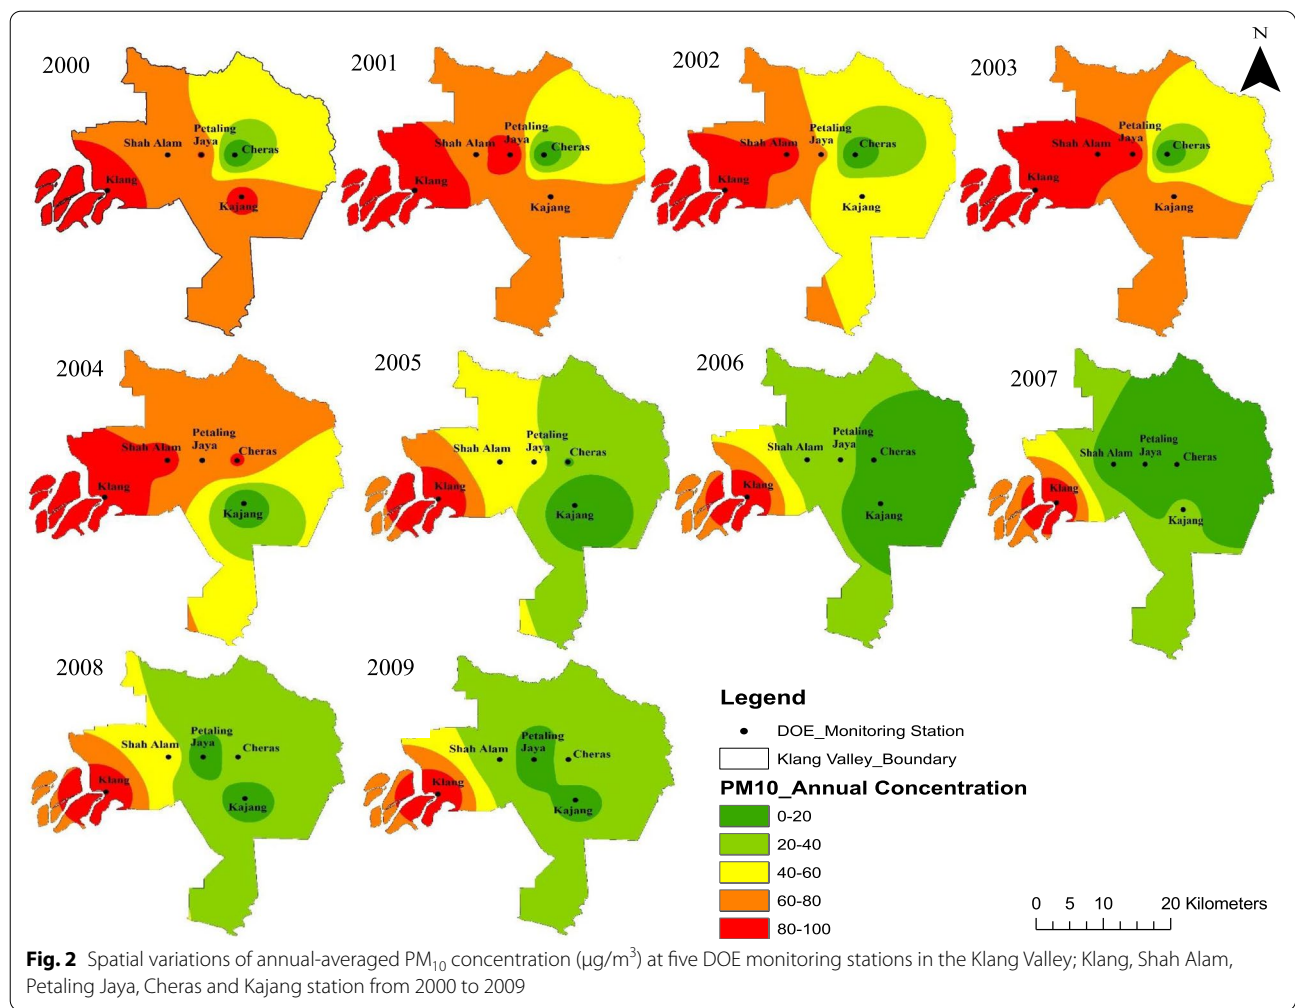 N
2000
Shah Alam
Petaling
Jaya
Cheras
Klang
Kajang
2001
Shah Alam
Petaling
Jaya
Cheras
Klang
Kajang
2002
Shah Alam
Petaling Jaya
Cheras
Klang
Kajang
2003
Shah Alam
Petaling
Jaya
Cheras
Klang
Kajang
2004
Shah Alam
Petaling
Jaya
Cheras
Klang
Kajang
2005
Shah Alam
Petaling
Jaya
Cheras
Klang
Kajang
2006
Shah Alam
Petaling
Jaya
Cheras
Klang
Kajang
2007
Shah Alam
Petaling
Jaya
Cheras
Klang
Kajang
2008
Shah Alam
Petaling
Jaya
Cheras
Klang
Kajang
2009
Shah Alam
Petaling
Jaya
Cheras
Klang
Kajang
Legend
DOE_Monitoring Station
Klang Valley_Boundary
PM10_Annual Concentration
0-20
20-40
40-60
60-80
80-100
0 5 10 20 Kilometers
Fig. 2 Spatial variations of annual-averaged PM10 concentration (μg/m3) at five DOE monitoring stations in the Klang Valley; Klang, Shah Alam,
Petaling Jaya, Cheras and Kajang station from 2000 to 2009